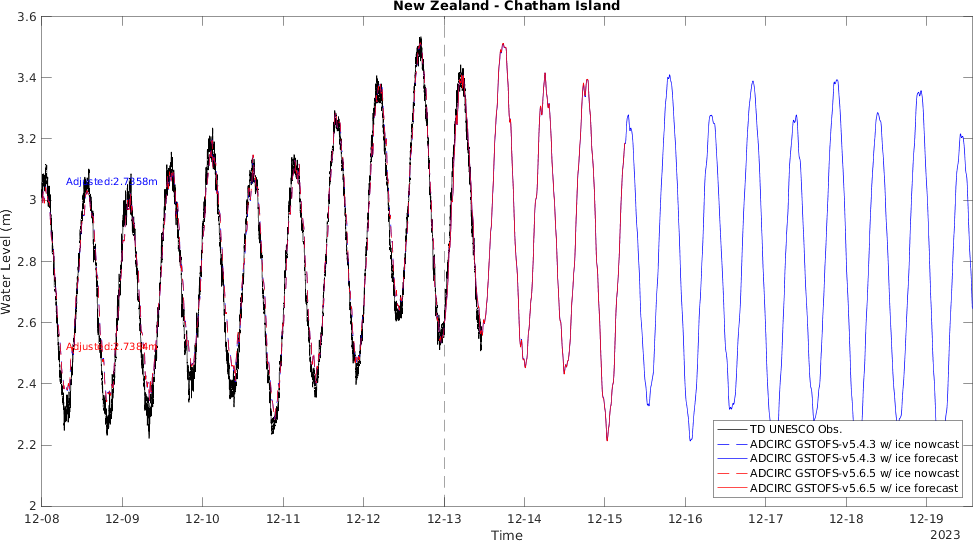 New Zealand - Chatham Island
3.6
3.4
3.2
3
2.8
2.6
2.4
2.2
2
Water Level (m)
Adjusted:2.7358m
Adjusted:2.7384m
TD UNESCO Obs.
ADCIRC GSTOFS-v5.4.3 w/ ice nowcast
ADCIRC GSTOFS-v5.4.3 w/ ice forecast
ADCIRC GSTOFS-v5.6.5 w/ ice nowcast
ADCIRC GSTOFS-v5.6.5 w/ ice forecast
12-08 12-09 12-10 12-11 12-12 12-13 12-14 12-15 12-16 12-17 12-18 12-19
Time
2023